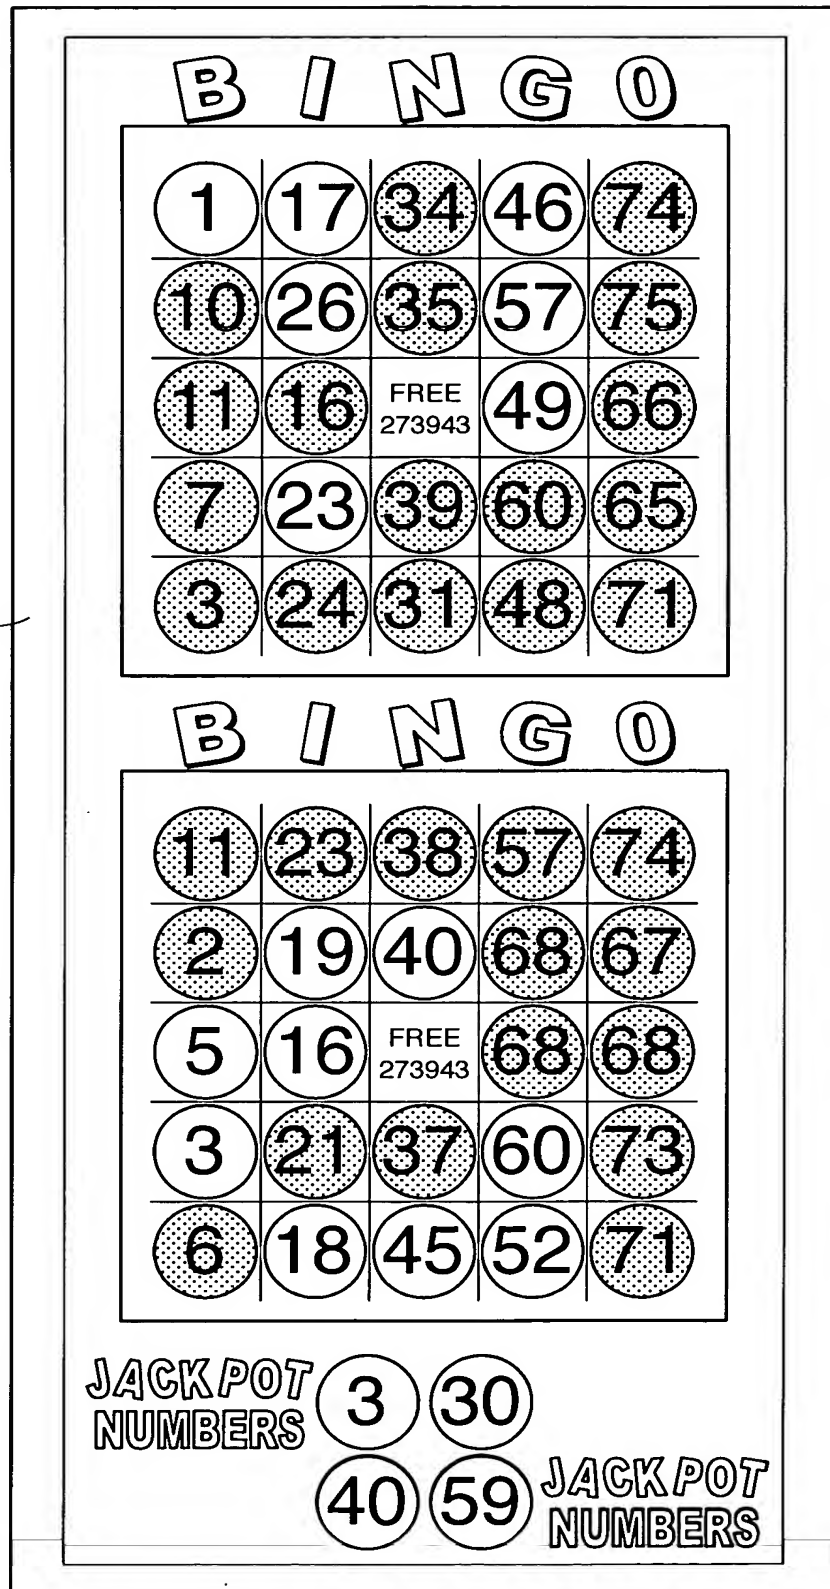 B I N G O
1 17 34 46 74
10 26 35 57 75
11 16 FREE 273943 49 66
7 23 39 60 65
3 24 31 48 71
B I N G O
11 23 38 57 74
2 19 40 68 67
5 16 FREE 273943 68 68
3 21 37 60 73
6 18 45 52 71
JACKPOT NUMBERS
3 30
40 59
JACKPOT NUMBERS